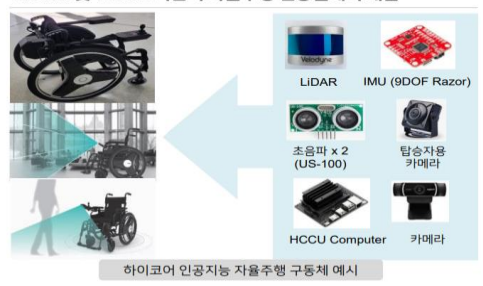 Velodyne
LiDAR
IMU (9DOF Razor)
초음파 x 2
(US-100)
탑승자용
카메라
HCCU Computer
카메라
하이코어 인공지능 자율주행 구동체 예시